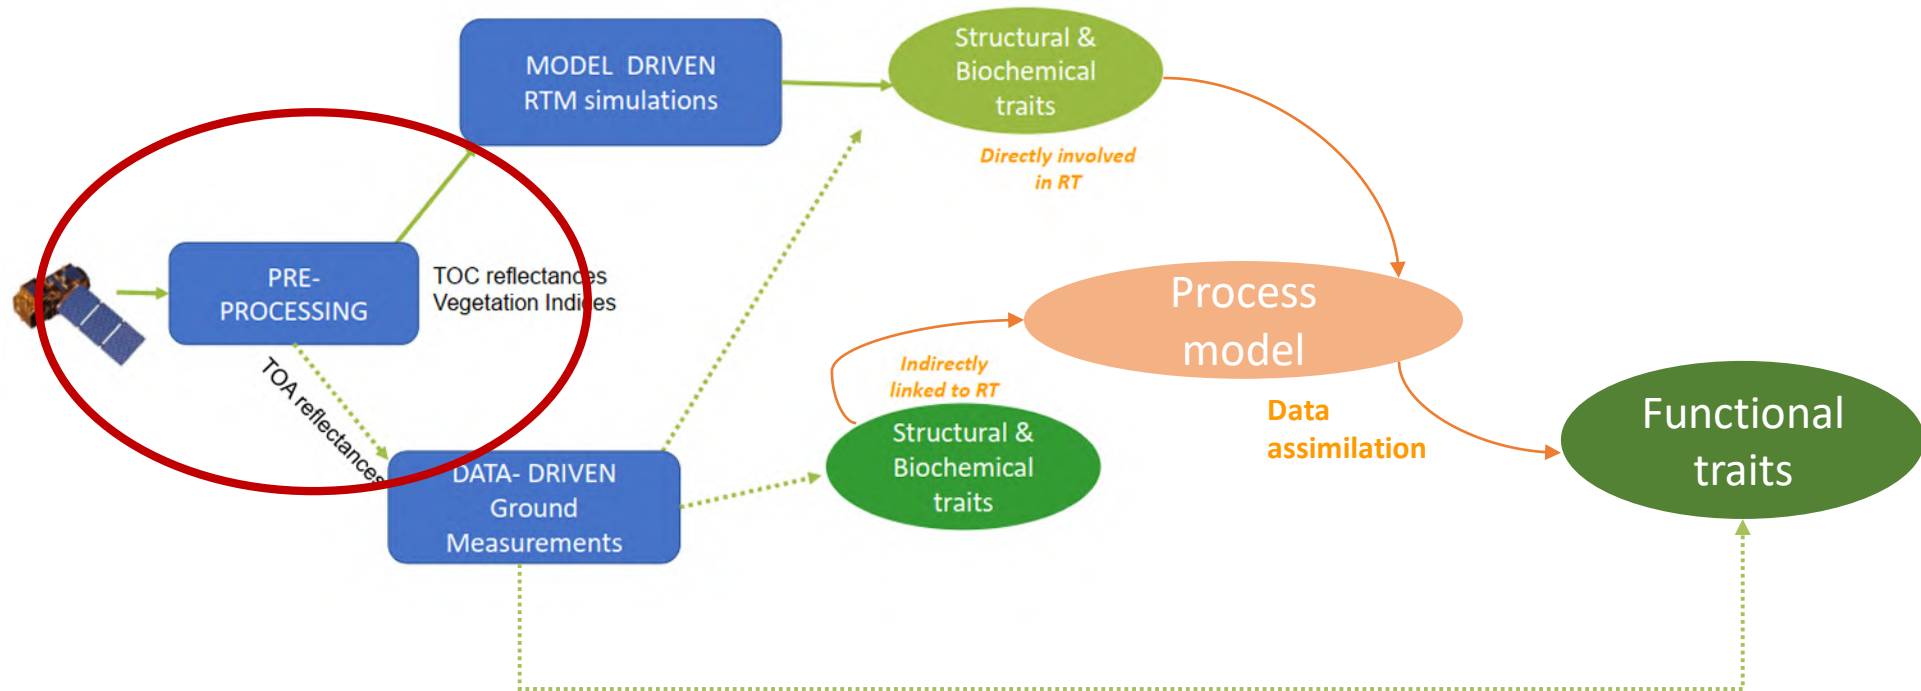 MODEL DRIVEN
RTM simulations
Structural &
Biochemical
traits
Directly involved
in RT
PRE-
PROCESSING
TOC reflectances
Vegetation Indices
TOA reflectances
DATA- DRIVEN
Ground
Measurements
Indirectly
linked to RT
Structural &
Biochemical
traits
Process
model
Data
assimilation
Functional
traits